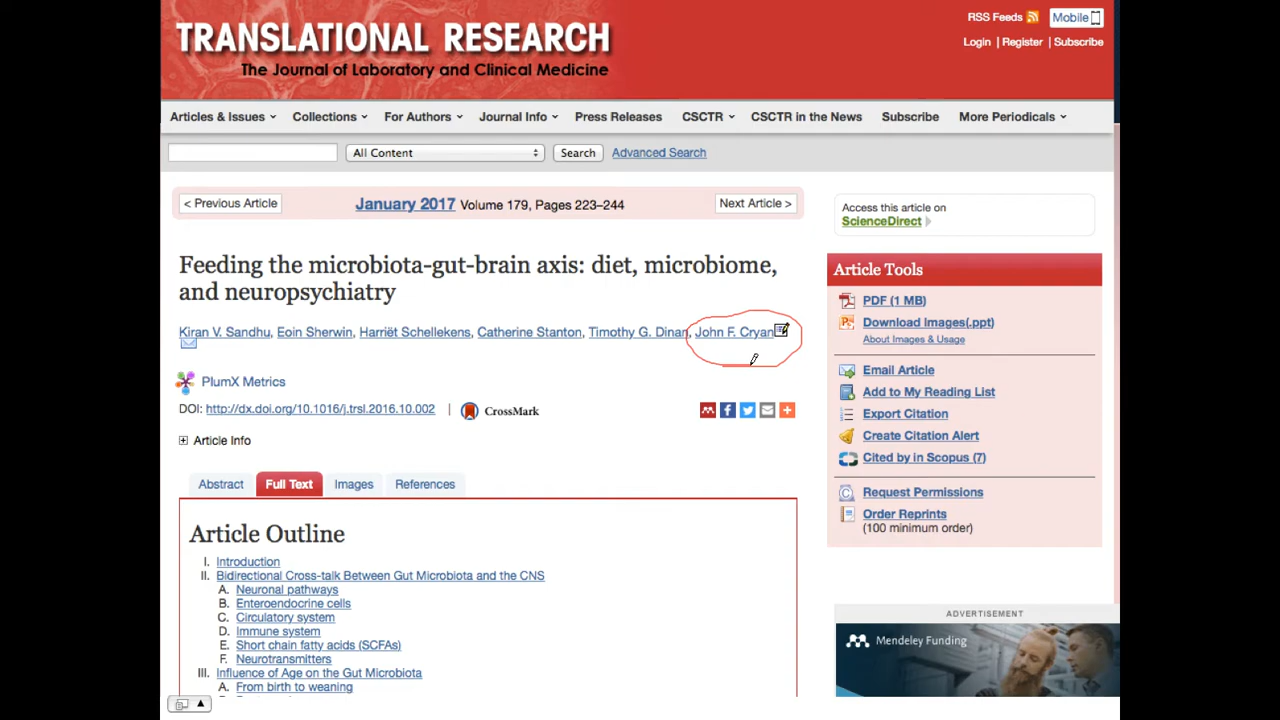 RSS Feeds
Mobile
TRANSLATIONAL RESEARCH
Login | Register | Subscribe
The Journal of Laboratory and Clinical Medicine
Articles & Issues Collections For Authors Journal Info Press Releases CSCTR CSCTR in the News Subscribe More Periodicals
All Content Search Advanced Search
< Previous Article January 2017 Volume 179, Pages 223–244 Next Article >
Feeding the microbiota-gut-brain axis: diet, microbiome,
and neuropsychiatry
Kiran V. Sandhu, Eoin Sherwin, Harriët Schellekens, Catherine Stanton, Timothy G. Dinan, John F. Cryan
PlumX Metrics
DOI: http://dx.doi.org/10.1016/j.trsl.2016.10.002 | CrossMark
Article Info
Abstract Full Text Images References
Article Outline
I. Introduction
II. Bidirectional Cross-talk Between Gut Microbiota and the CNS
A. Neuronal pathways
B. Enteroendocrine cells
C. Circulatory system
D. Immune system
E. Short chain fatty acids (SCFAs)
F. Neurotransmitters
III. Influence of Age on the Gut Microbiota
A. From birth to weaning
Access this article on
ScienceDirect
Article Tools
PDF (1 MB)
Download Images(.ppt)
About Images & Usage
Email Article
Add to My Reading List
Export Citation
Create Citation Alert
Cited by in Scopus (7)
Request Permissions
Order Reprints
(100 minimum order)
ADVERTISEMENT
Mendeley Funding